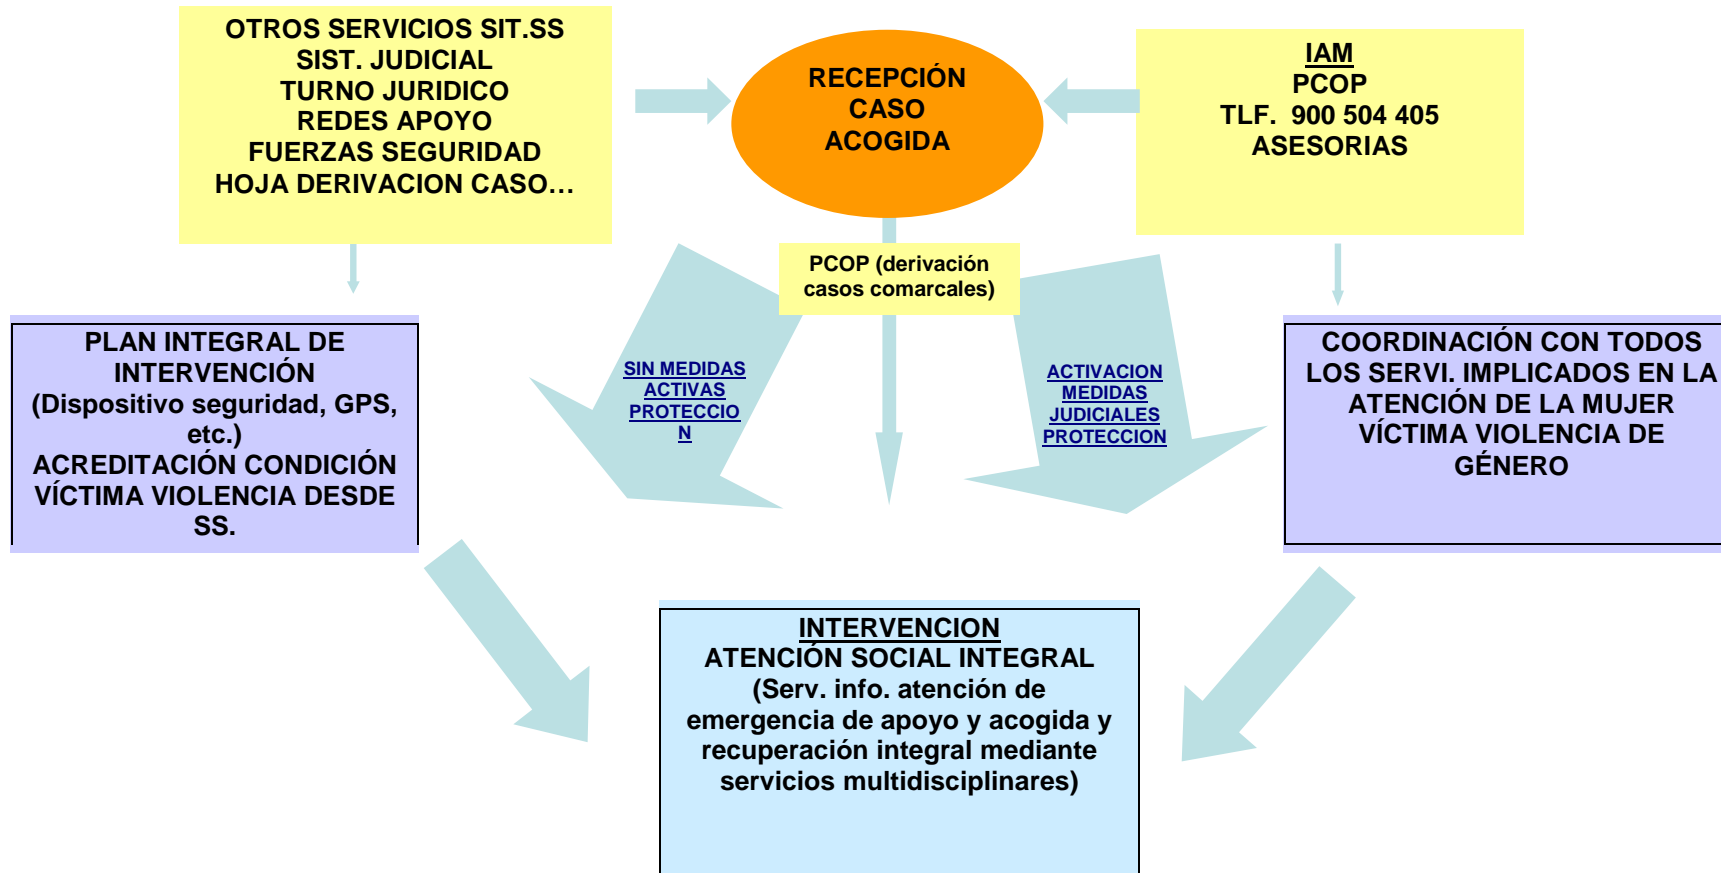 OTROS SERVICIOS SIT.SS
SIST. JUDICIAL
TURNO JURIDICO
REDES APOYO
FUERZAS SEGURIDAD
HOJA DERIVACION CASO…
RECEPCIÓN
CASO
ACOGIDA
IAM
PCOP
TLF.  900 504 405
ASESORIAS
PCOP (derivación
casos comarcales)
PLAN INTEGRAL DE
INTERVENCIÓN
(Dispositivo seguridad, GPS,
etc.)
ACREDITACIÓN CONDICIÓN
VÍCTIMA VIOLENCIA DESDE
SS.
SIN MEDIDAS
ACTIVAS
PROTECCIO
N
ACTIVACION
MEDIDAS
JUDICIALES
PROTECCION
COORDINACIÓN CON TODOS
LOS SERVI. IMPLICADOS EN LA
ATENCIÓN DE LA MUJER
VÍCTIMA VIOLENCIA DE
GÉNERO
INTERVENCION
ATENCIÓN SOCIAL INTEGRAL
(Serv. info. atención de
emergencia de apoyo y acogida y
recuperación integral mediante
servicios multidisciplinares)